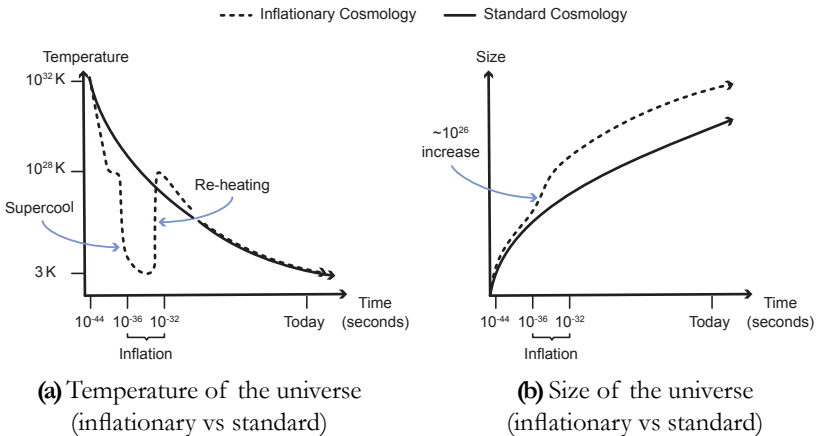 Inflationary Cosmology Standard Cosmology
Temperature
10³² K
10²⁸ K
Supercool
Re-heating
3 K
Time
(seconds)
10⁻⁴⁴ 10⁻³⁶ 10⁻³² Today
Inflation
(a) Temperature of the universe
(inflationary vs standard)
Size
~10²⁶
increase
Time
(seconds)
10⁻⁴⁴ 10⁻³⁶ 10⁻³² Today
Inflation
(b) Size of the universe
(inflationary vs standard)